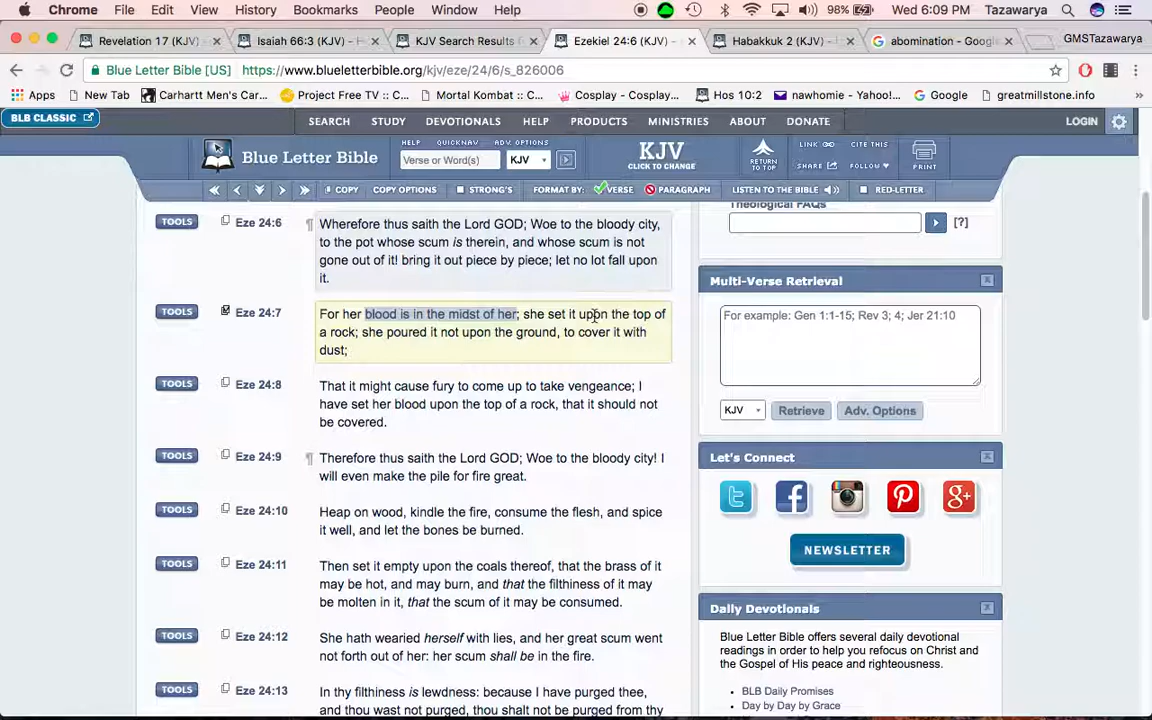 Chrome File Edit View History Bookmarks People Window Help 98% Wed 6:09 PM Tazawarya
Revelation 17 (KJV) - Isaiah 66:3 (KJV) - H KJV Search Results f Ezekiel 24:6 (KJV) - Habakkuk 2 (KJV) - abomination - Google GMSTazawarya
Blue Letter Bible [US] https://www.blueletterbible.org/kjv/eze/24/6/s_826006
Apps New Tab Carhartt Men's Car... Project Free TV :: C... Mortal Kombat :: C... Cosplay - Cosplay... Hos 10:2 nawhomie - Yahoo!... Google greatmillstone.info »
BLB CLASSIC SEARCH STUDY DEVOTIONALS HELP PRODUCTS MINISTRIES ABOUT DONATE LOGIN
HELP QUICKNAV ADV. OPTIONS
Blue Letter Bible Verse or Word(s) KJV
KJV
CLICK TO CHANGE
RETURN
TO TOP
LINK CITE THIS
SHARE FOLLOW
PRINT
COPY COPY OPTIONS STRONG'S FORMAT BY: VERSE PARAGRAPH LISTEN TO THE BIBLE RED-LETTER
TOOLS Eze 24:6 ¶ Wherefore thus saith the Lord GOD; Woe to the bloody city,
to the pot whose scum is therein, and whose scum is not
gone out of it! bring it out piece by piece; let no lot fall upon
it.
TOOLS Eze 24:7 For her blood is in the midst of her; she set it upon the top of
a rock; she poured it not upon the ground, to cover it with
dust;
TOOLS Eze 24:8 That it might cause fury to come up to take vengeance; I
have set her blood upon the top of a rock, that it should not
be covered.
TOOLS Eze 24:9 ¶ Therefore thus saith the Lord GOD; Woe to the bloody city! I
will even make the pile for fire great.
TOOLS Eze 24:10 Heap on wood, kindle the fire, consume the flesh, and spice
it well, and let the bones be burned.
TOOLS Eze 24:11 Then set it empty upon the coals thereof, that the brass of it
may be hot, and may burn, and that the filthiness of it may
be molten in it, that the scum of it may be consumed.
TOOLS Eze 24:12 She hath wearied herself with lies, and her great scum went
not forth out of her: her scum shall be in the fire.
TOOLS Eze 24:13 In thy filthiness is lewdness: because I have purged thee,
and thou wast not purged, thou shalt not be purged from thy
Theological FAQs
[?]
Multi-Verse Retrieval
For example: Gen 1:1-15; Rev 3; 4; Jer 21:10
KJV Retrieve Adv. Options
Let's Connect
NEWSLETTER
Daily Devotionals
Blue Letter Bible offers several daily devotional
readings in order to help you refocus on Christ and
the Gospel of His peace and righteousness.
• BLB Daily Promises
• Day by Day by Grace